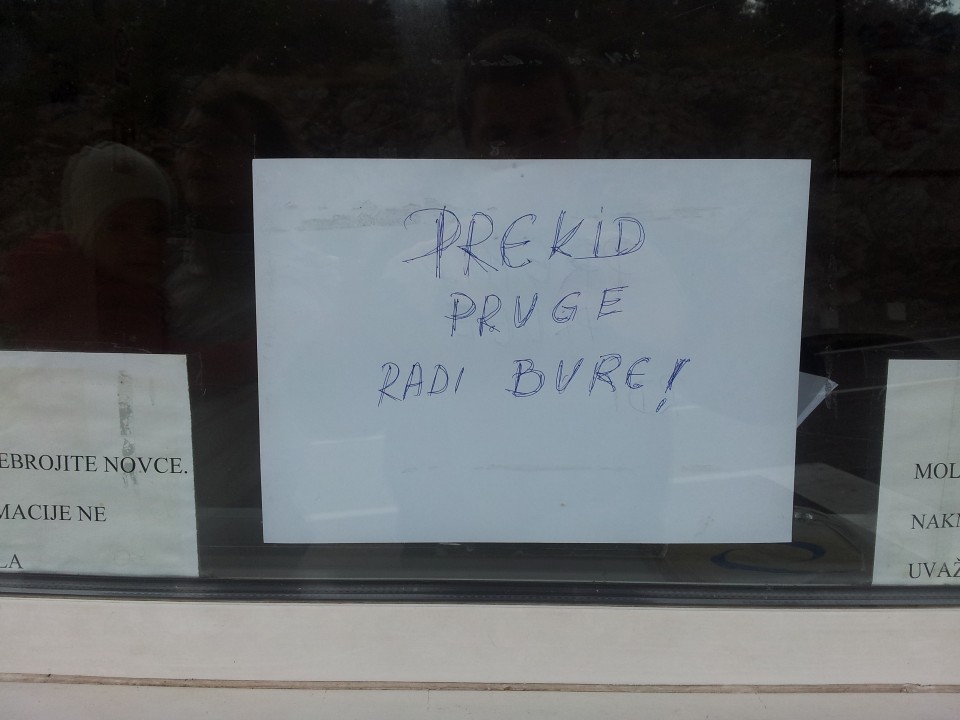 PREKID
PRUGE
RADI BURE!
EBROJITE NOVCE.
MACIJE NE
LA
MOL
NAKN
UVAŽ